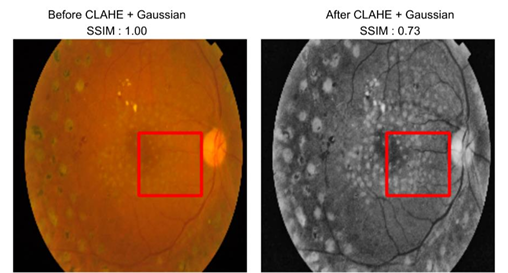 Before CLAHE + Gaussian
SSIM : 1.00
After CLAHE + Gaussian
SSIM : 0.73